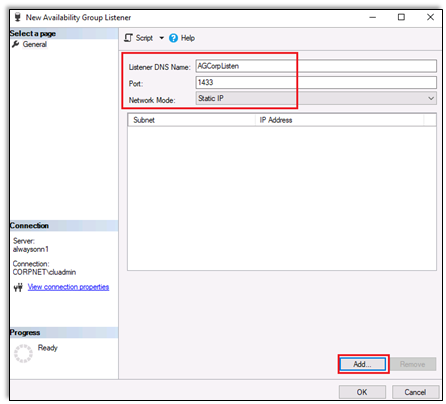 New Availability Group Listener
Select a page
General
Script
Help
Listener DNS Name:
AGCorpListen
Port:
1433
Network Mode:
Static IP
Subnet
IP Address
Connection
Server:
alwaysonn1
Connection:
CORPNET\cluadmin
View connection properties
Progress
Ready
Add...
Remove
OK
Cancel